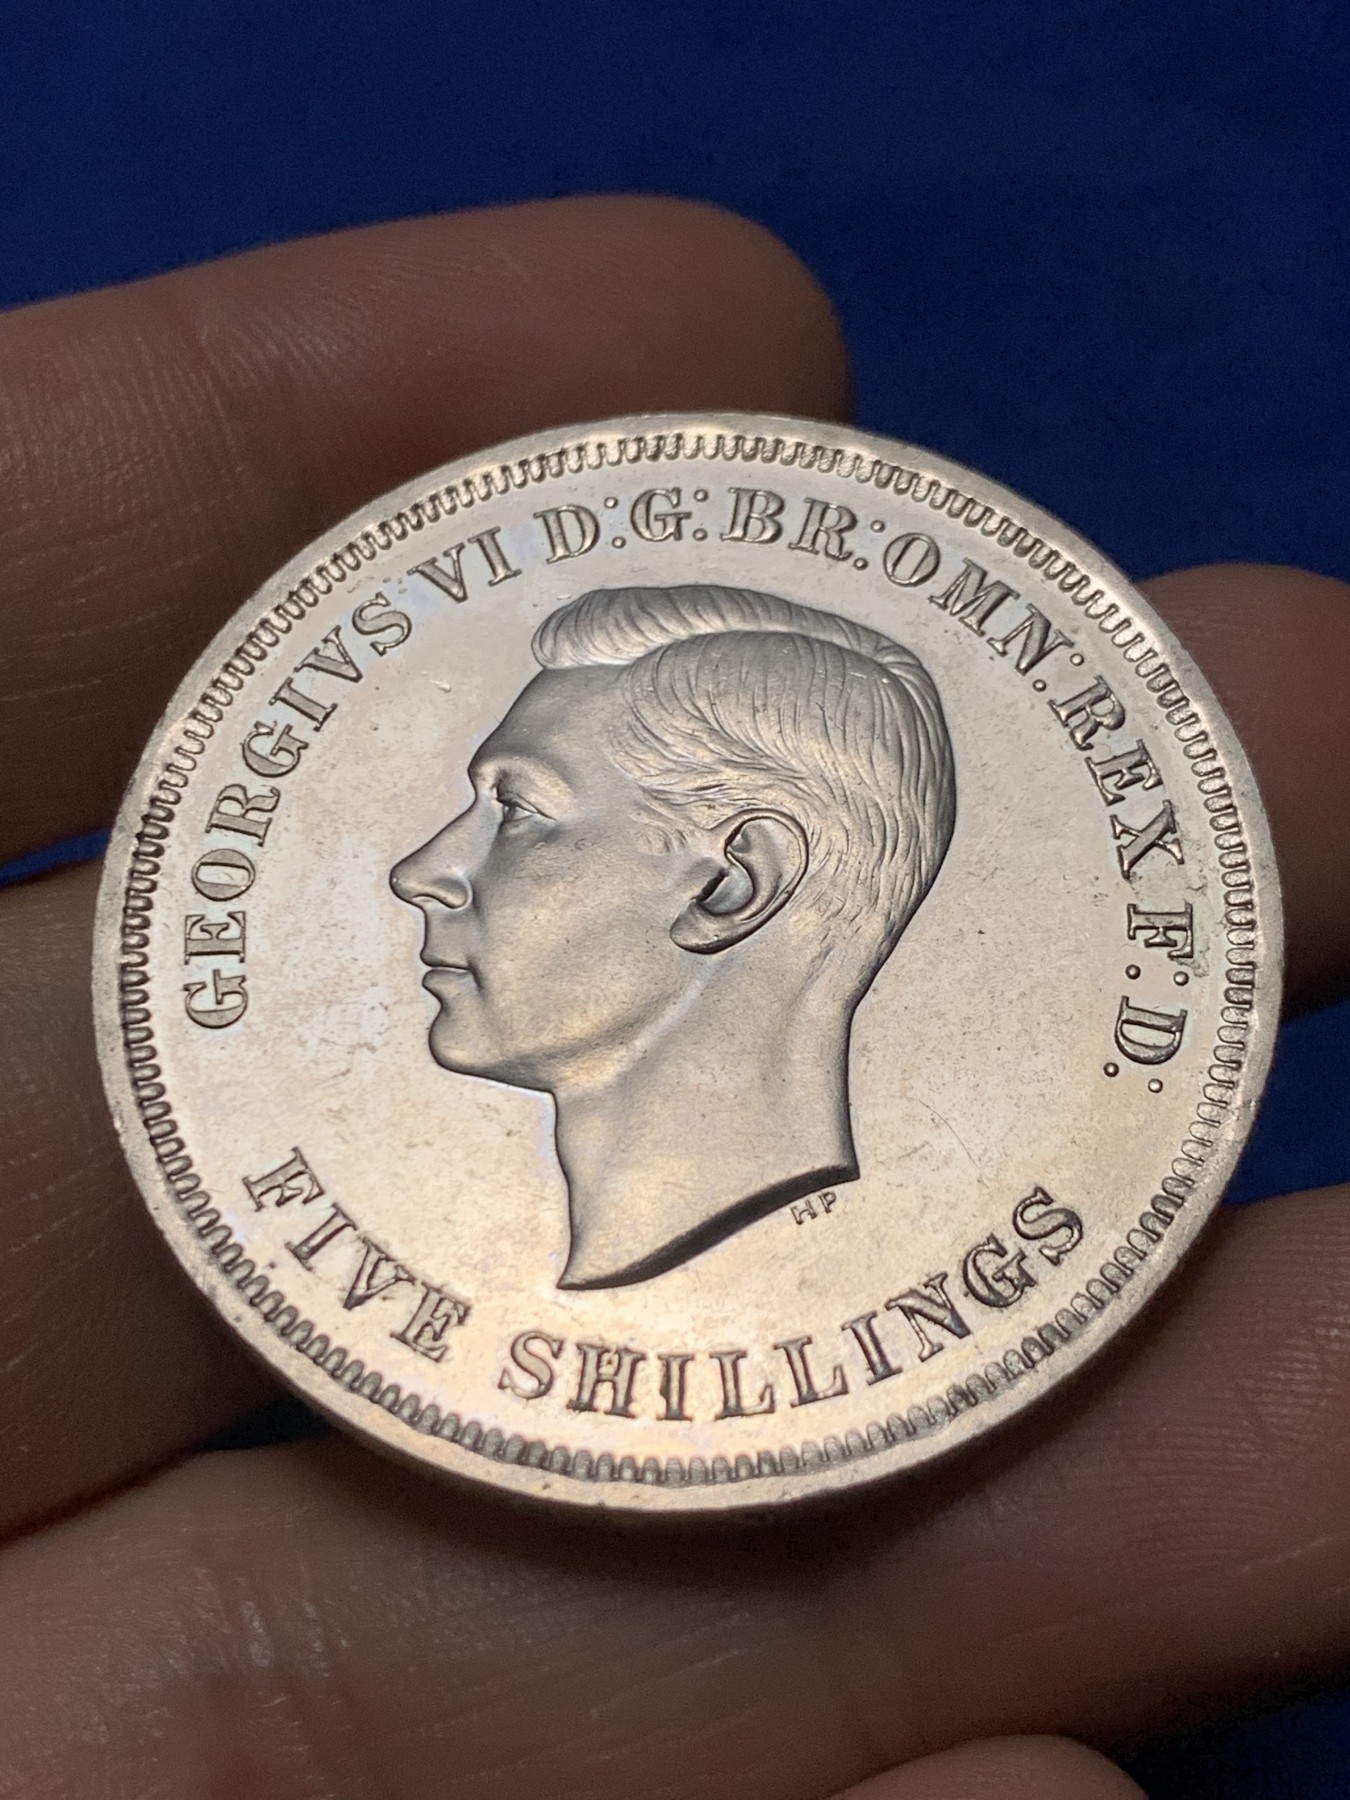 GEORGIVS VI D:G:BR:OMN:REX F:D:
HP
FIVE SHILLINGS